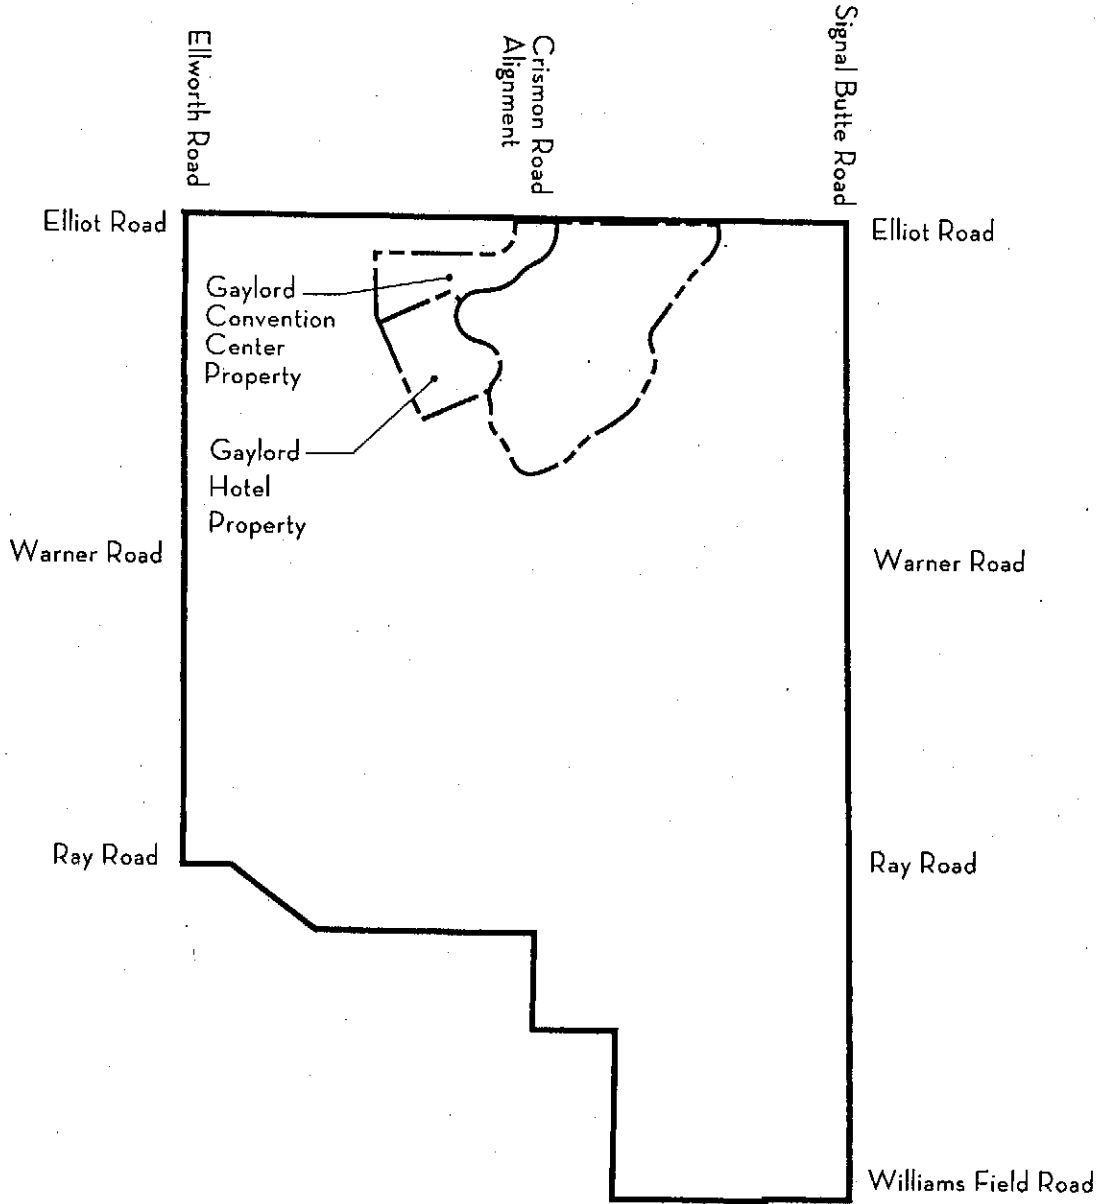 Ellworth Road
Crismon Road
Alignment
Signal Butte Road
Elliot Road
Elliot Road
Gaylord
Convention
Center
Property
Gaylord
Hotel
Property
Warner Road
Warner Road
Ray Road
Ray Road
Williams Field Road